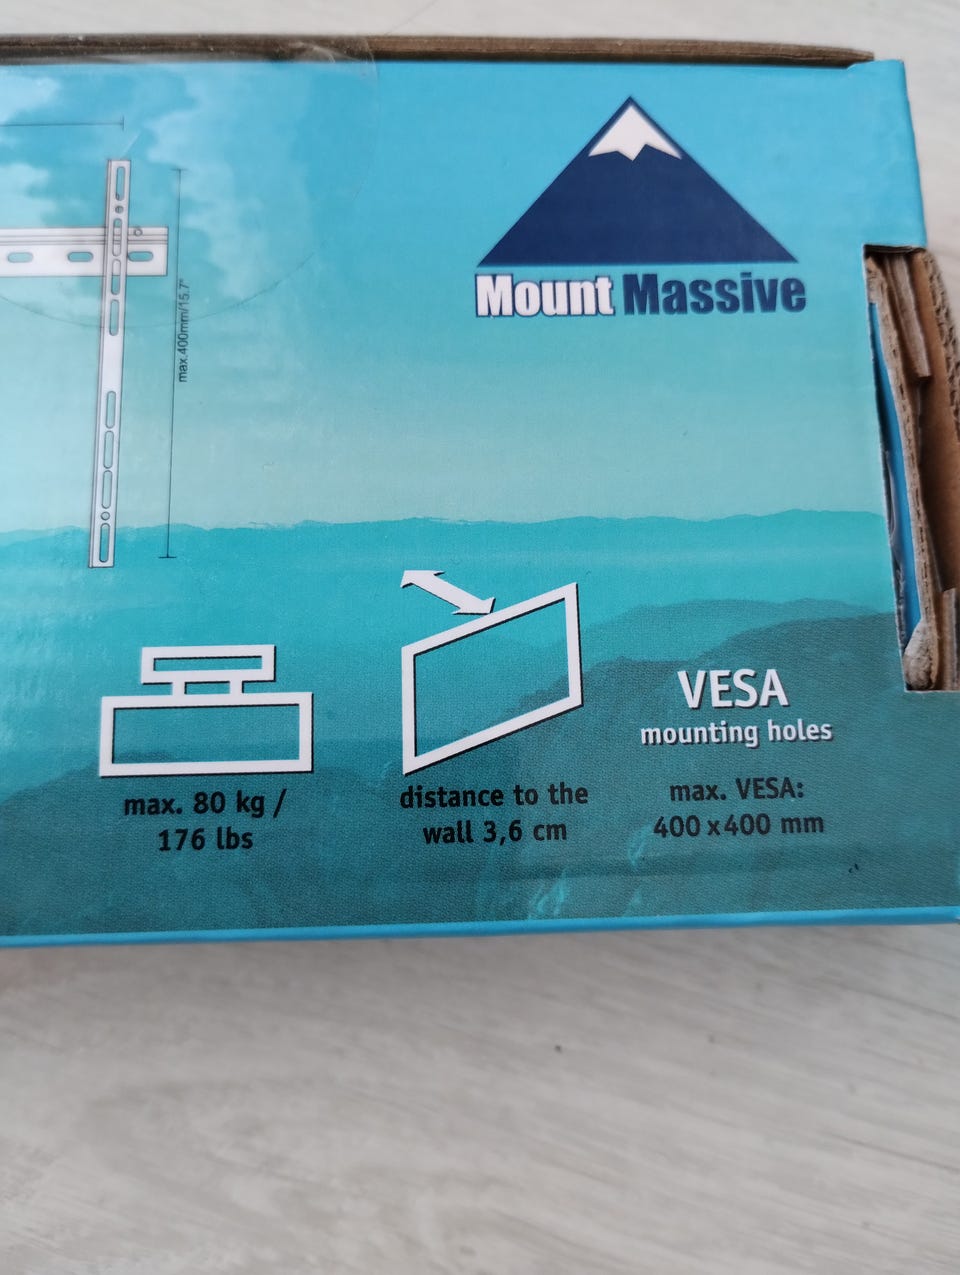 Mount Massive
max.400mm/15.7"
VESA
mounting holes
max. 80 kg /
176 lbs
distance to the
wall 3,6 cm
max. VESA:
400 x 400 mm